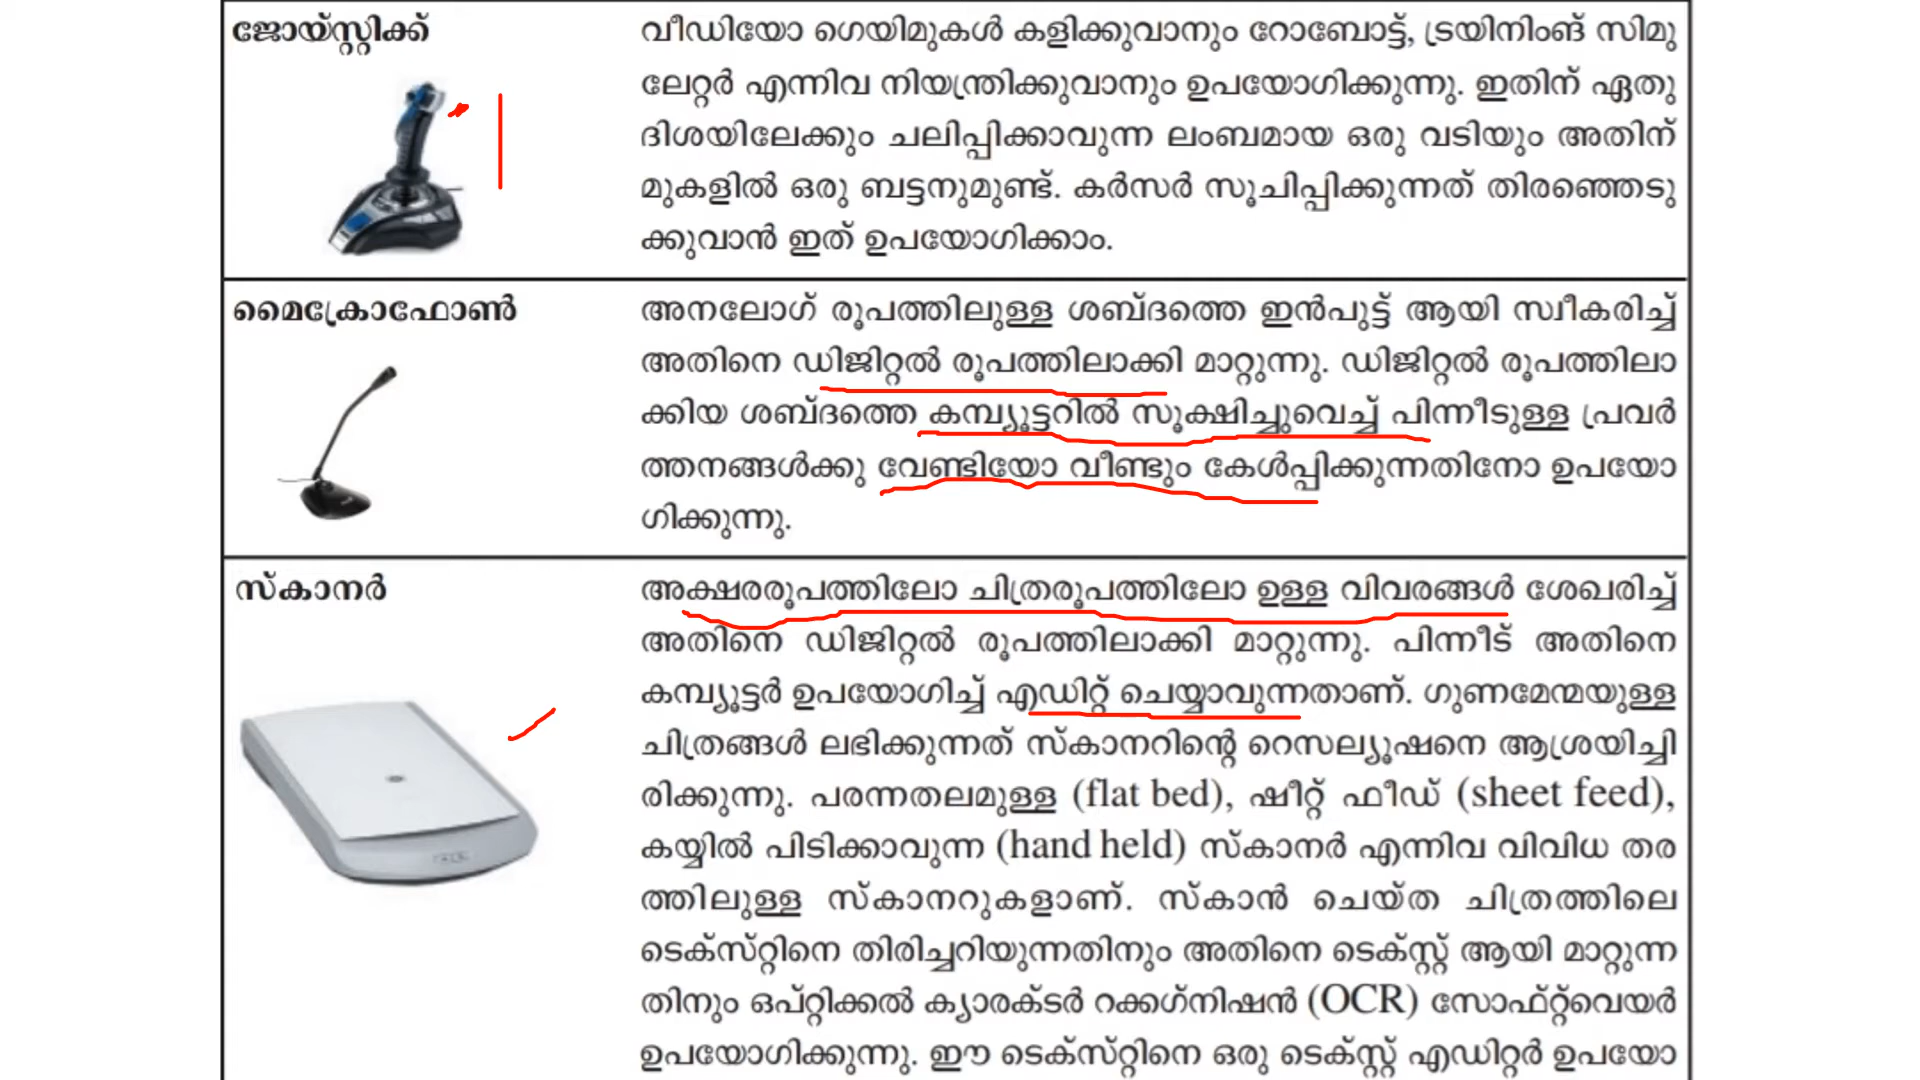 ജോയ്സ്റ്റിക്ക്
വീഡിയോ ഗെയിമുകൾ കളിക്കുവാനും റോബോട്ട്, ട്രയിനിംങ് സിമു
ലേറ്റർ എന്നിവ നിയന്ത്രിക്കുവാനും ഉപയോഗിക്കുന്നു. ഇതിന് ഏതു
ദിശയിലേക്കും ചലിപ്പിക്കാവുന്ന ലംബമായ ഒരു വടിയും അതിന്
മുകളിൽ ഒരു ബട്ടനുമുണ്ട്. കർസർ സൂചിപ്പിക്കുന്നത് തിരഞ്ഞെടു
ക്കുവാൻ ഇത് ഉപയോഗിക്കാം.
മൈക്രോഫോൺ
അനലോഗ് രൂപത്തിലുള്ള ശബ്ദത്തെ ഇൻപുട്ട് ആയി സ്വീകരിച്ച്
അതിനെ ഡിജിറ്റൽ രൂപത്തിലാക്കി മാറ്റുന്നു. ഡിജിറ്റൽ രൂപത്തിലാ
ക്കിയ ശബ്ദത്തെ കമ്പ്യൂട്ടറിൽ സൂക്ഷിച്ചുവെച്ച് പിന്നീടുള്ള പ്രവർ
ത്തനങ്ങൾക്കു വേണ്ടിയോ വീണ്ടും കേൾപ്പിക്കുന്നതിനോ ഉപയോ
ഗിക്കുന്നു.
സ്കാനർ
അക്ഷരരൂപത്തിലോ ചിത്രരൂപത്തിലോ ഉള്ള വിവരങ്ങൾ ശേഖരിച്ച്
അതിനെ ഡിജിറ്റൽ രൂപത്തിലാക്കി മാറ്റുന്നു. പിന്നീട് അതിനെ
കമ്പ്യൂട്ടർ ഉപയോഗിച്ച് എഡിറ്റ് ചെയ്യാവുന്നതാണ്. ഗുണമേന്മയുള്ള
ചിത്രങ്ങൾ ലഭിക്കുന്നത് സ്കാനറിന്റെ റെസല്യൂഷനെ ആശ്രയിച്ചി
രിക്കുന്നു. പരന്നതലമുള്ള (flat bed), ഷീറ്റ് ഫീഡ് (sheet feed),
കയ്യിൽ പിടിക്കാവുന്ന (hand held) സ്കാനർ എന്നിവ വിവിധ തര
ത്തിലുള്ള സ്കാനറുകളാണ്. സ്കാൻ ചെയ്ത ചിത്രത്തിലെ
ടെക്സ്റ്റിനെ തിരിച്ചറിയുന്നതിനും അതിനെ ടെക്സ്റ്റ് ആയി മാറ്റുന്ന
തിനും ഒപ്റ്റിക്കൽ ക്യാരക്ടർ റക്കഗ്നിഷൻ (OCR) സോഫ്റ്റ്‌വെയർ
ഉപയോഗിക്കുന്നു. ഈ ടെക്സ്റ്റിനെ ഒരു ടെക്സ്റ്റ് എഡിറ്റർ ഉപയോ